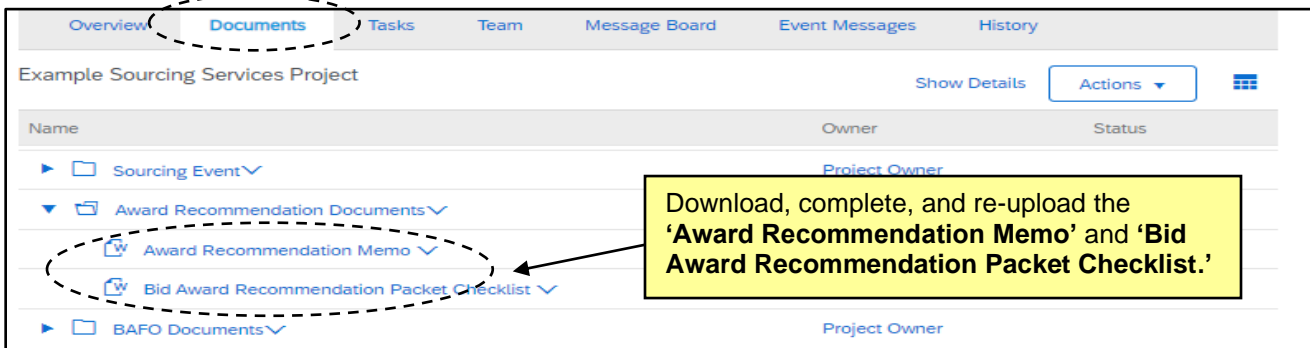 Overview Documents Tasks Team Message Board Event Messages History
Example Sourcing Services Project Show Details Actions
Name Owner Status
Sourcing Event Project Owner
Award Recommendation Documents
Award Recommendation Memo
Bid Award Recommendation Packet Checklist
BAFO Documents Project Owner
Download, complete, and re-upload the
‘Award Recommendation Memo’ and ‘Bid
Award Recommendation Packet Checklist.’